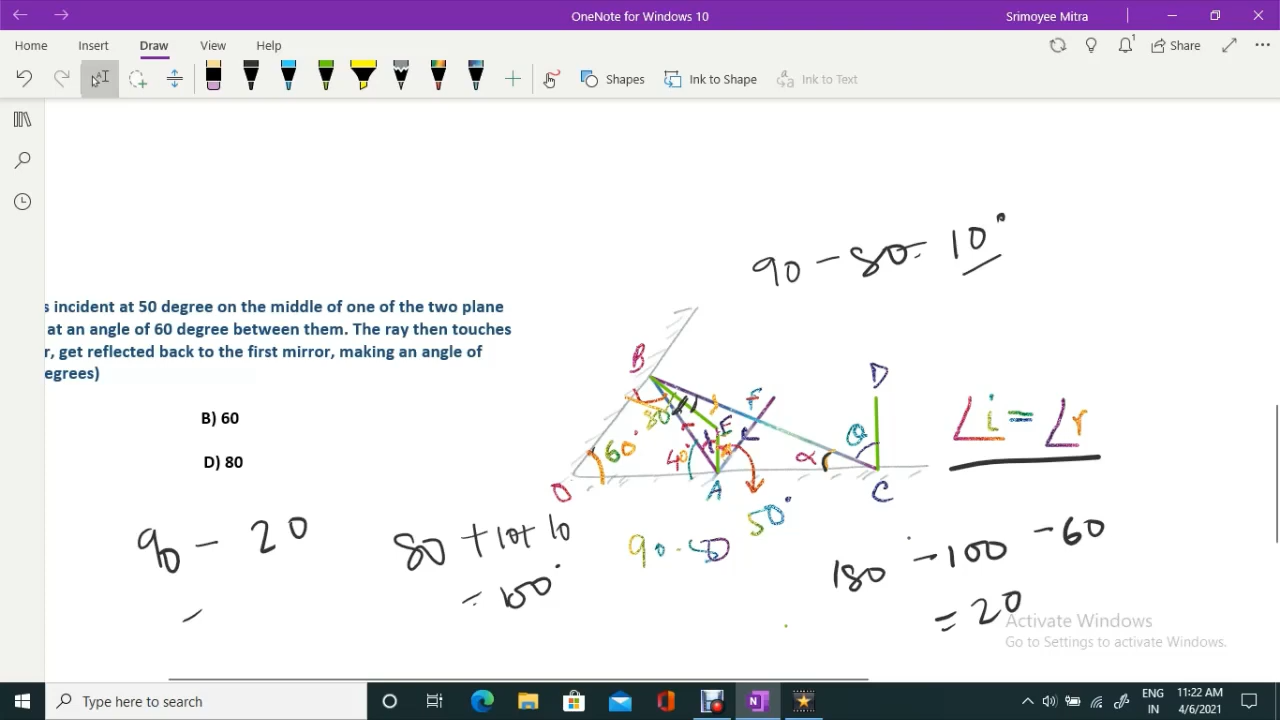 OneNote for Windows 10
Srimoyee Mitra
Home Insert Draw View Help
Share
Shapes
Ink to Shape
Ink to Text
90 - 80 = 10°
s incident at 50 degree on the middle of one of the two plane
at an angle of 60 degree between them. The ray then touches
r, get reflected back to the first mirror, making an angle of
egrees)
B) 60
D) 80
B
F
D
80°
E
θ
60°
40°
α
O
A
C
50°
∠i = ∠r
90 - 20
=
80 + 10 + 10
= 100°
90 - 50
180 - 100 - 60
= 20
Activate Windows
Go to Settings to activate Windows.
Type here to search
ENG
IN
11:22 AM
4/6/2021